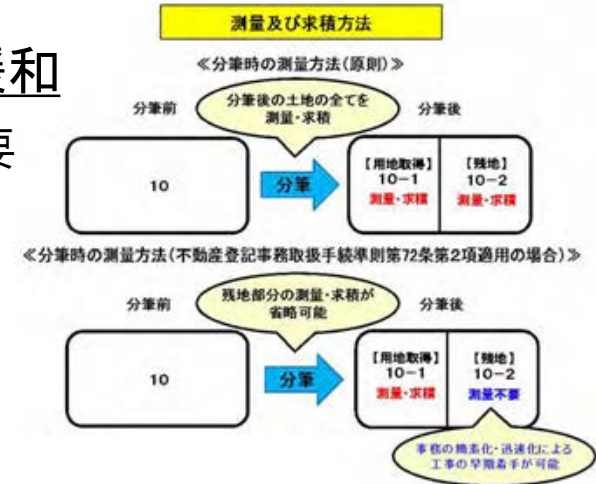 測量及び求積方法
緩和
要
≪分筆時の測量方法(原則)≫
分筆前
分筆後の土地の全てを
測量・求積
分筆後
10
分筆
【用地取得】
10-1
測量・求積
【残地】
10-2
測量・求積
≪分筆時の測量方法(不動産登記事務取扱手続準則第72条第2項適用の場合)≫
分筆前
残地部分の測量・求積が
省略可能
分筆後
10
分筆
【用地取得】
10-1
測量・求積
【残地】
10-2
測量不要
事務の簡素化・迅速化による
工事の早期着手が可能